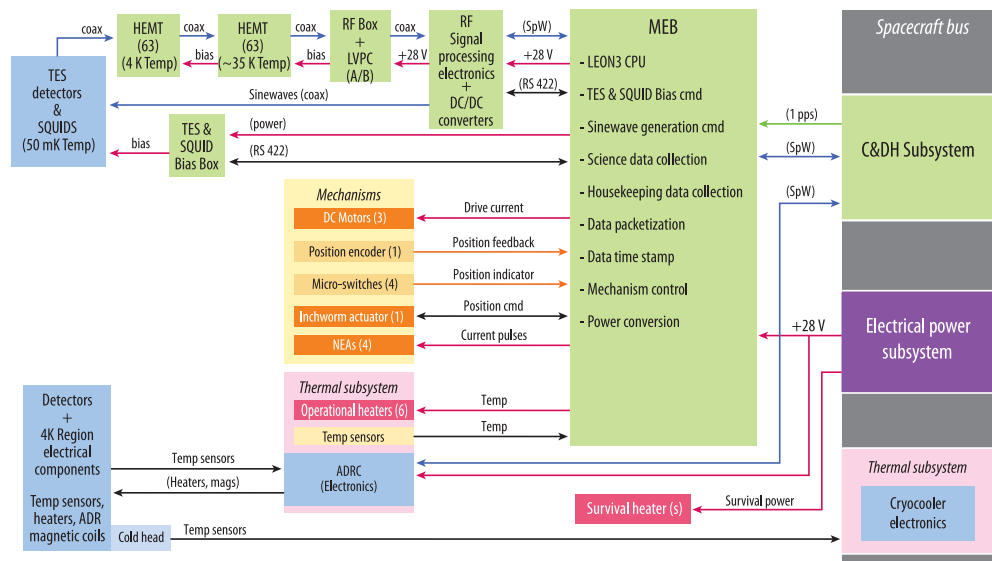 coax
HEMT
(63)
(4 K Temp)
coax
bias
HEMT
(63)
(~35 K Temp)
coax
bias
RF Box
+
LVPC
(A/B)
coax
+28 V
RF
Signal
processing
electronics
+
DC/DC
converters
(SpW)
+28 V
(RS 422)
TES
detectors
&
SQUIDS
(50 mK Temp)
Sinewaves (coax)
bias
TES &
SQUID
Bias Box
(power)
(RS 422)
MEB
- LEON3 CPU
- TES & SQUID Bias cmd
- Sinewave generation cmd
- Science data collection
- Housekeeping data collection
- Data packetization
- Data time stamp
- Mechanism control
- Power conversion
Spacecraft bus
(1 pps)
(SpW)
(SpW)
C&DH Subsystem
Mechanisms
DC Motors (3)
Drive current
Position encoder (1)
Position feedback
Micro-switches (4)
Position indicator
Inchworm actuator (1)
Position cmd
NEAs (4)
Current pulses
+28 V
Electrical power
subsystem
Thermal subsystem
Operational heaters (6)
Temp
Temp sensors
Temp
ADRC
(Electronics)
Detectors
+
4K Region
electrical
components
Temp sensors,
heaters, ADR
magnetic coils
Temp sensors
(Heaters, mags)
Cold head
Temp sensors
Survival heater (s)
Survival power
Thermal subsystem
Cryocooler
electronics